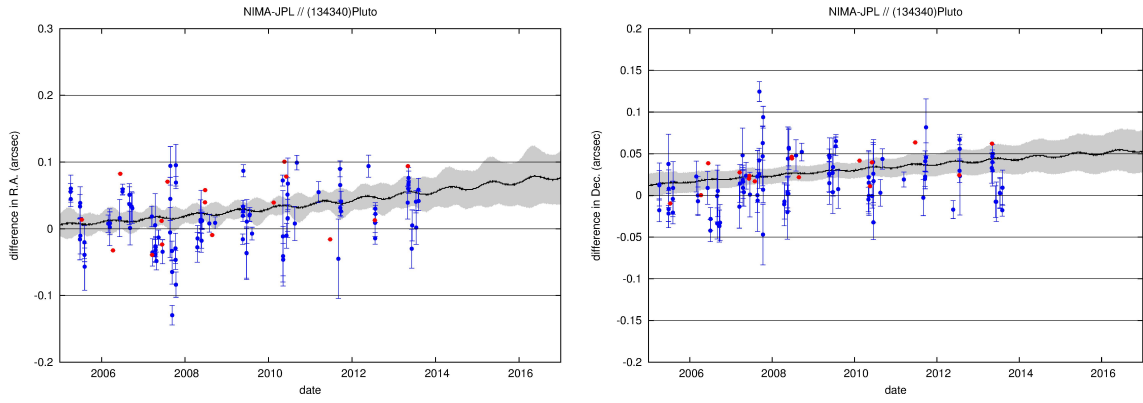 NIMA-JPL // (134340)Pluto
0.3
0.2
0.1
0
-0.1
-0.2
difference in R.A. (arcsec)
2006 2008 2010 2012 2014 2016
date
NIMA-JPL // (134340)Pluto
0.2
0.15
0.1
0.05
0
-0.05
-0.1
-0.15
-0.2
difference in Dec. (arcsec)
2006 2008 2010 2012 2014 2016
date